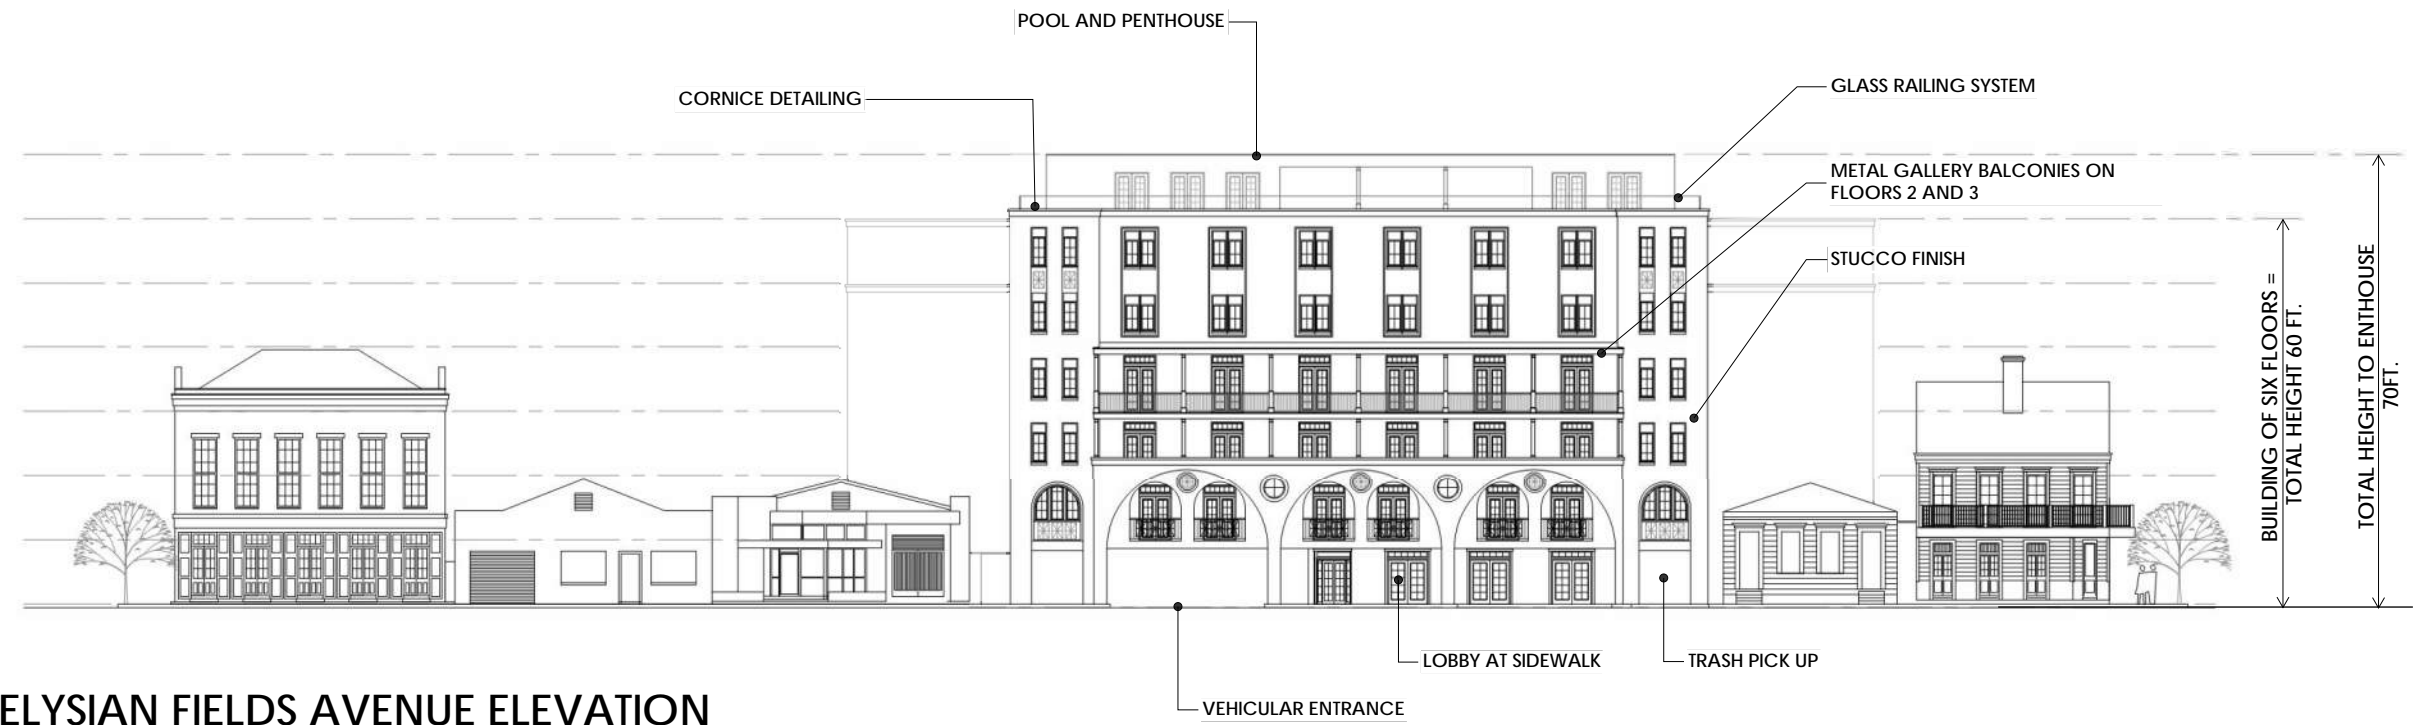 POOL AND PENTHOUSE
CORNICE DETAILING
GLASS RAILING SYSTEM
METAL GALLERY BALCONIES ON
FLOORS 2 AND 3
STUCCO FINISH
BUILDING OF SIX FLOORS =
TOTAL HEIGHT 60 FT.
TOTAL HEIGHT TO ENTHOUSE
70FT.
LOBBY AT SIDEWALK
TRASH PICK UP
VEHICULAR ENTRANCE
ELYSIAN FIELDS AVENUE ELEVATION